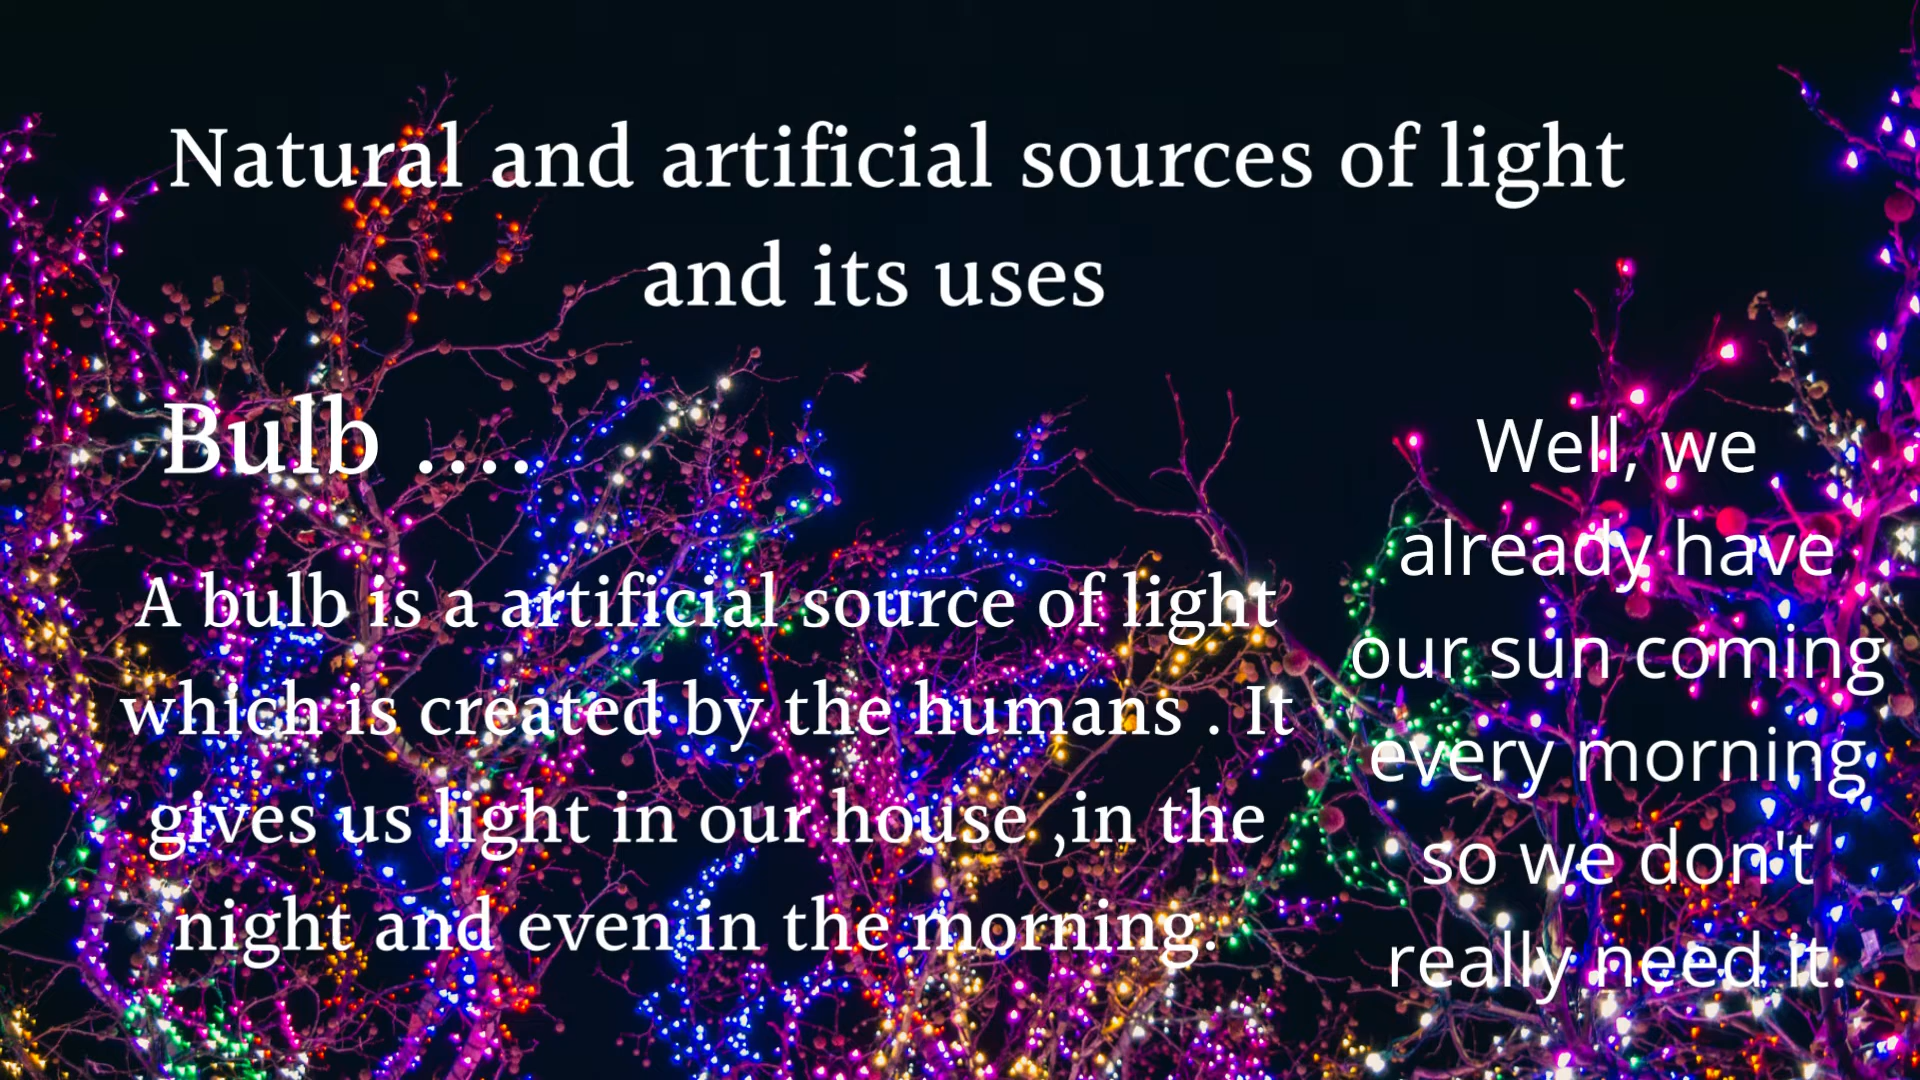 Natural and artificial sources of light
and its uses
Bulb ....
A bulb is a artificial source of light
which is created by the humans . It
gives us light in our house ,in the
night and even in the morning.
Well, we
already have
our sun coming
every morning
so we don't
really need it.